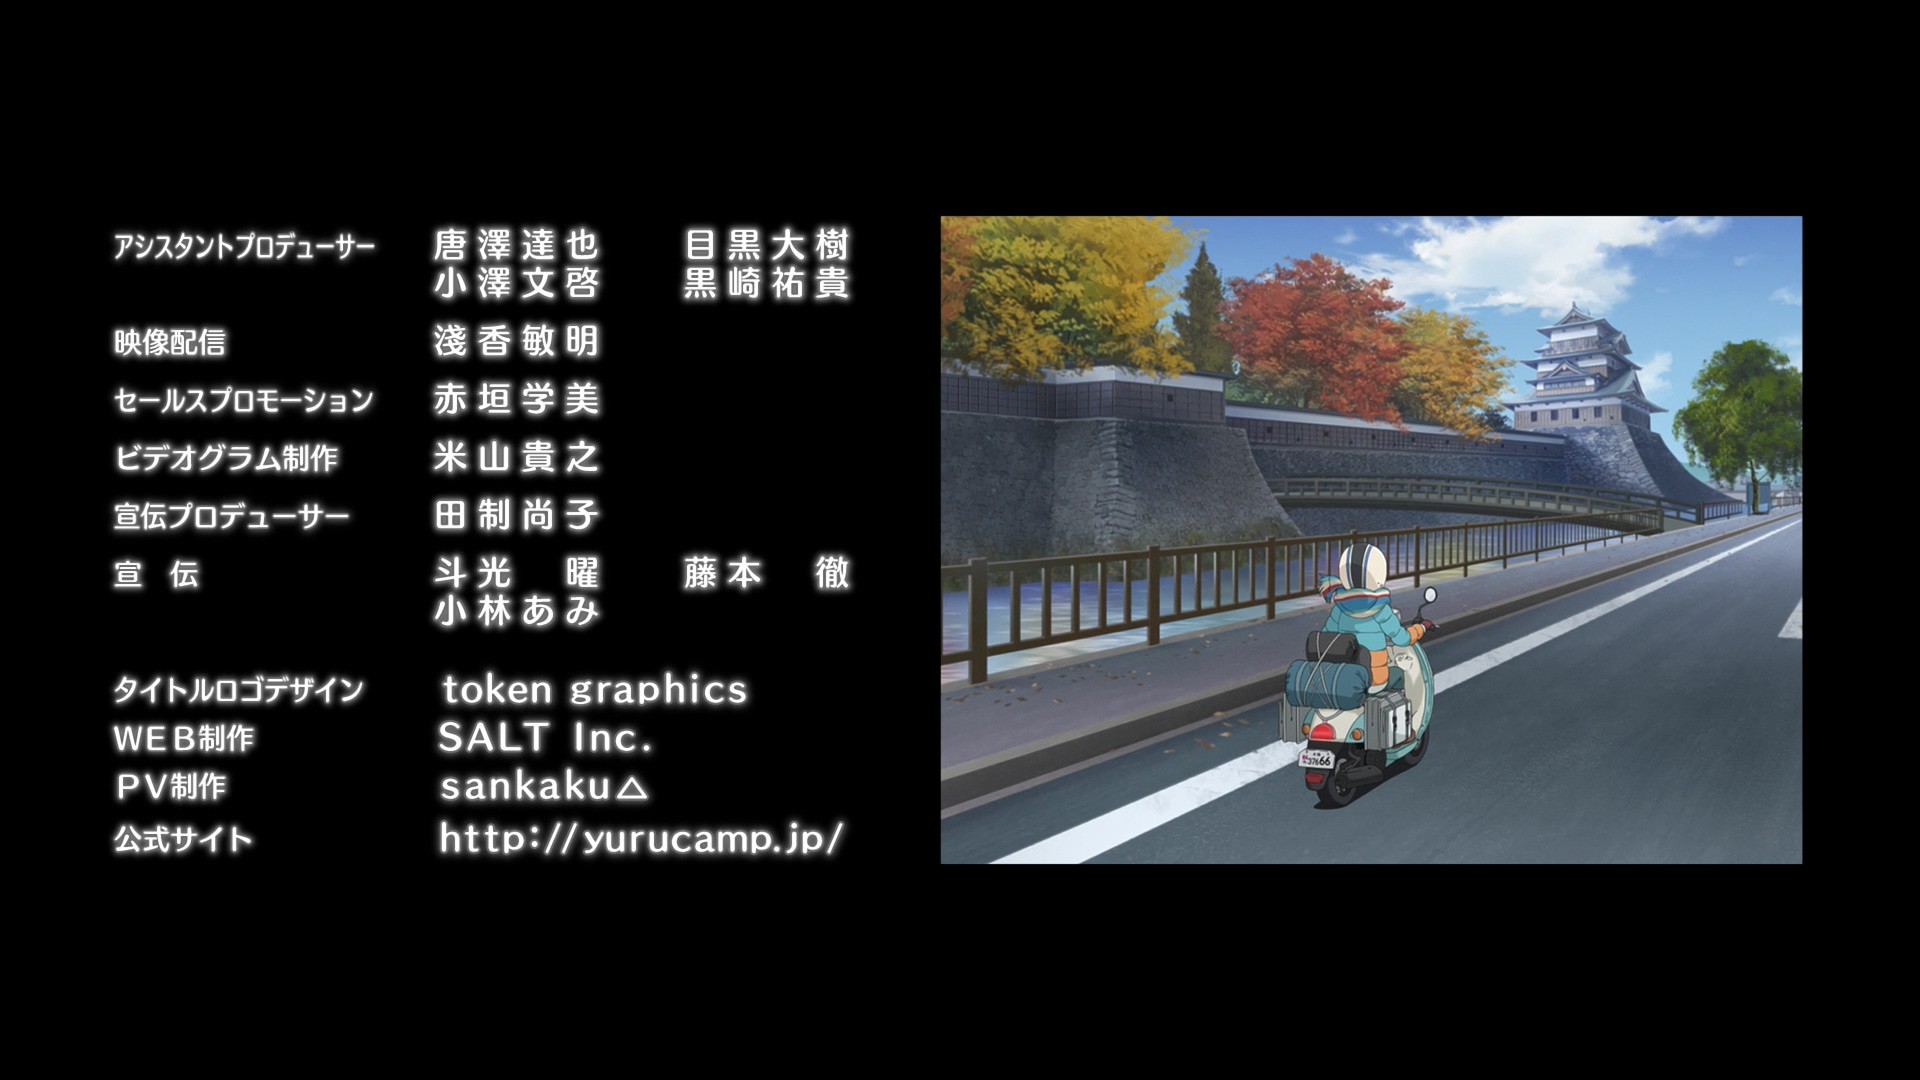 アシスタントプロデューサー 唐澤達也 目黒大樹
小澤文啓 黒崎祐貴
映像配信 淺香敏明
セールスプロモーション 赤垣学美
ビデオグラム制作 米山貴之
宣伝プロデューサー 田制尚子
宣 伝 斗光 曜 藤本 徹
小林あみ
タイトルロゴデザイン token graphics
WEB制作 SALT Inc.
PV制作 sankaku△
公式サイト http://yurucamp.jp/
37666